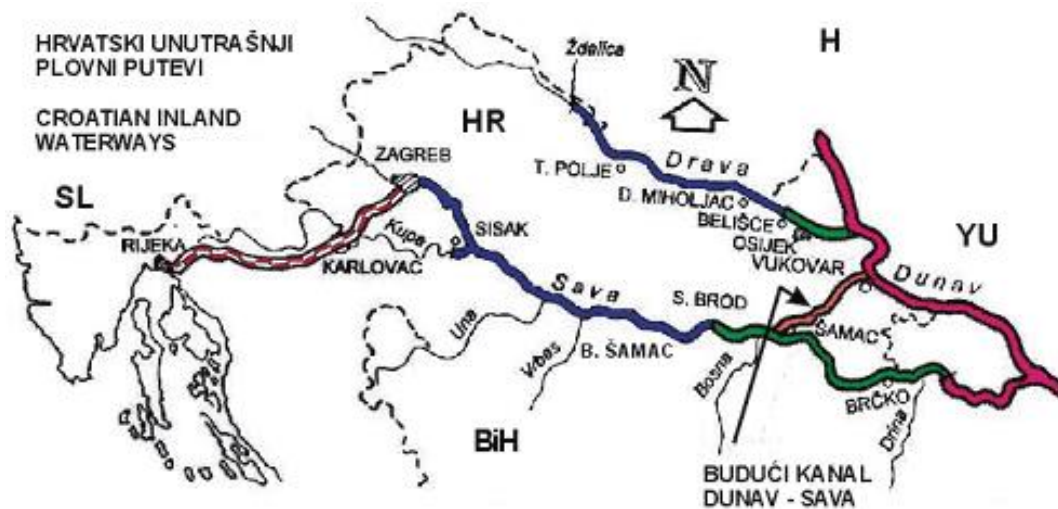 HRVATSKI UNUTRAŠNJI
PLOVNI PUTEVI
CROATIAN INLAND
WATERWAYS
Ždelica
H
N
HR
ZAGREB
T. POLJE
Drava
D. MIHOLJAC
BELIŠĆE
OSIJEK
VUKOVAR
YU
SL
RIJEKA
KARLOVAC
Kupa
SISAK
Dunav
Sava
S. BROD
ŠAMAC
Una
Vrbas
B. ŠAMAC
Bosna
BRČKO
Drina
BiH
BUDUĆI KANAL
DUNAV - SAVA